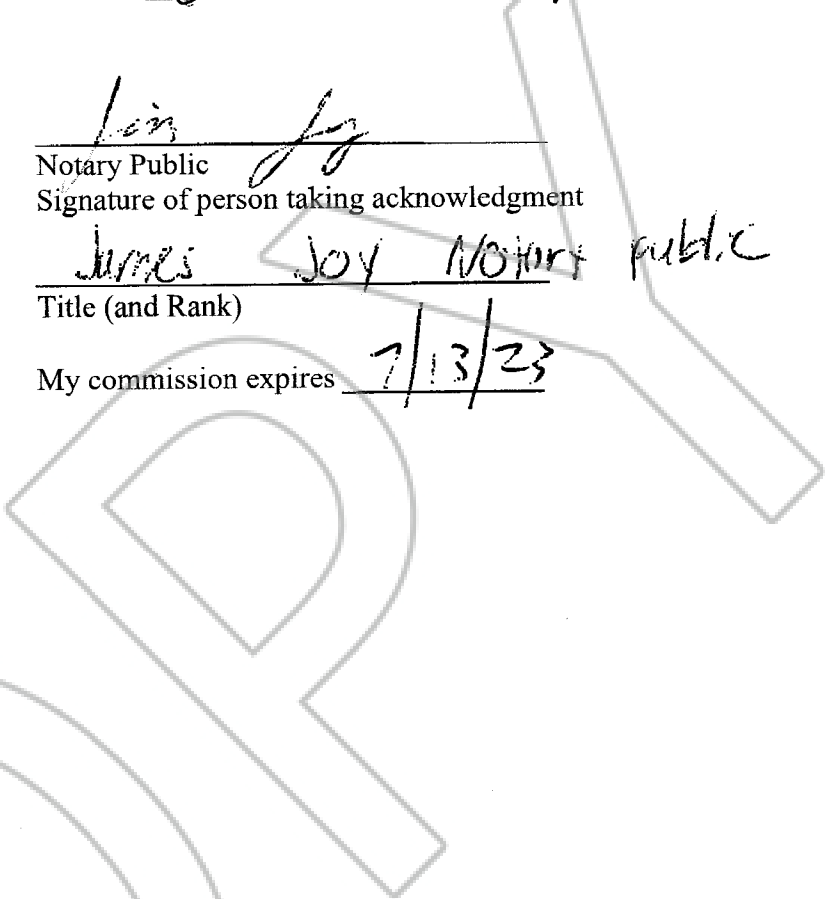 Notary Public
Signature of person taking acknowledgment
James Joy Notary public
Title (and Rank)
My commission expires 7/13/23